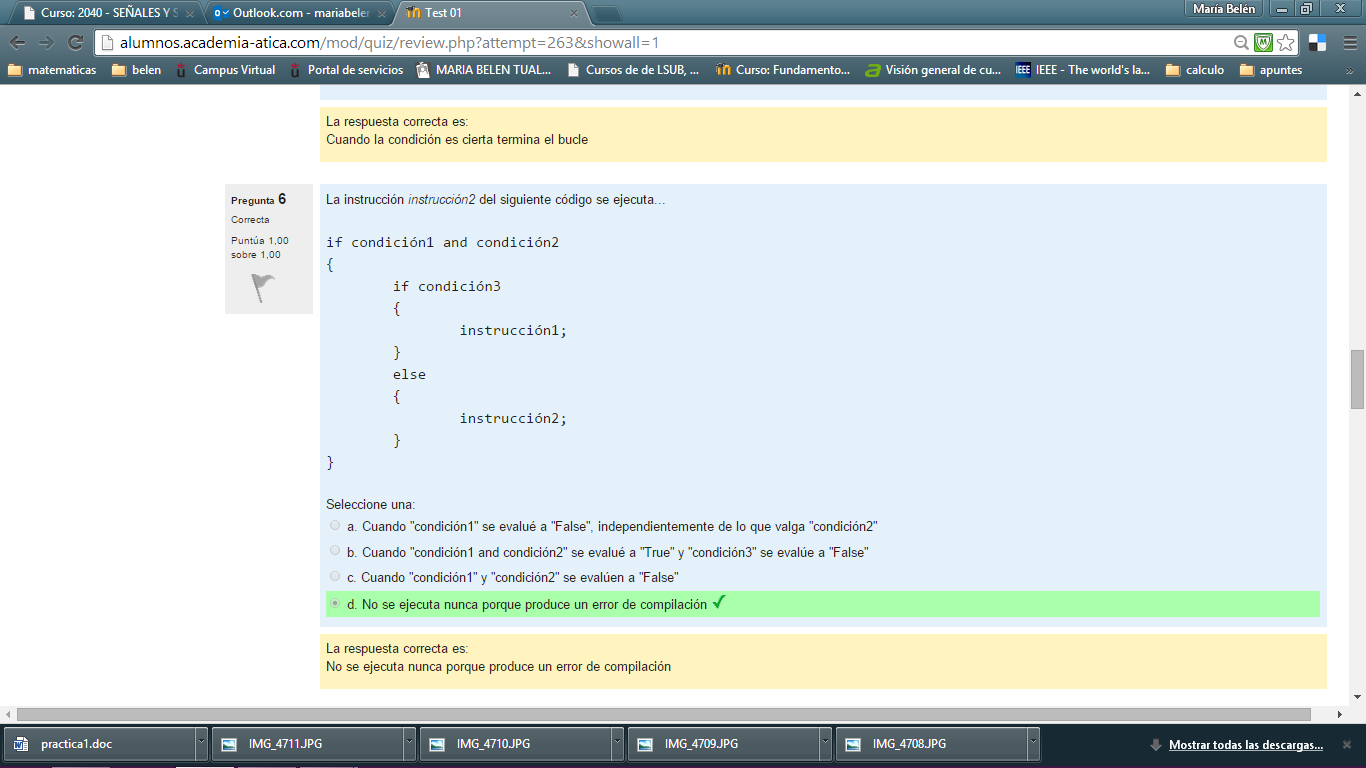 Curso: 2040 - SEÑALES Y S
Outlook.com - mariabeler
Test 01
María Belén
alumnos.academia-atica.com/mod/quiz/review.php?attempt=263&showall=1
matematicas
belen
Campus Virtual
Portal de servicios
MARIA BELEN TUAL...
Cursos de de LSUB, ...
Curso: Fundamento...
Visión general de cu...
IEEE
IEEE - The world's la...
calculo
apuntes
»
La respuesta correcta es:
Cuando la condición es cierta termina el bucle
Pregunta 6
Correcta
Puntúa 1,00
sobre 1,00
La instrucción instrucción2 del siguiente código se ejecuta...
if condición1 and condición2
{
if condición3
{
instrucción1;
}
else
{
instrucción2;
}
}
Seleccione una:
a. Cuando "condición1" se evalué a "False", independientemente de lo que valga "condición2"
b. Cuando "condición1 and condición2" se evalué a "True" y "condición3" se evalúe a "False"
c. Cuando "condición1" y "condición2" se evalúen a "False"
d. No se ejecuta nunca porque produce un error de compilación
La respuesta correcta es:
No se ejecuta nunca porque produce un error de compilación
practica1.doc
IMG_4711.JPG
IMG_4710.JPG
IMG_4709.JPG
IMG_4708.JPG
Mostrar todas las descargas...